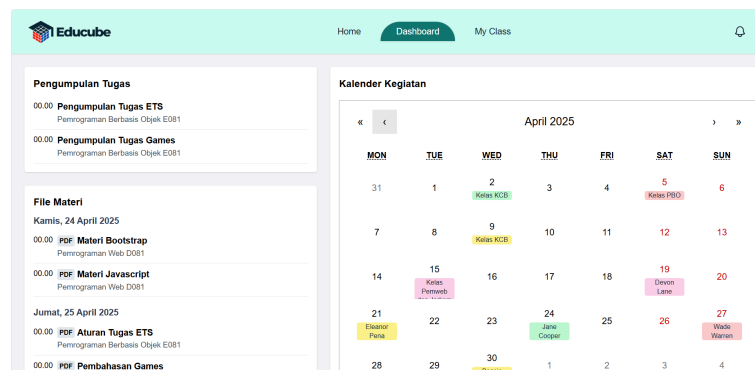 Educube
Home Dashboard My Class
Pengumpulan Tugas
00.00 Pengumpulan Tugas ETS
Pemrograman Berbasis Objek E081
00.00 Pengumpulan Tugas Games
Pemrograman Berbasis Objek E081
File Materi
Kamis, 24 April 2025
00.00 PDF Materi Bootstrap
Pemrograman Web D081
00.00 PDF Materi Javascript
Pemrograman Web D081
Jumat, 25 April 2025
00.00 PDF Aturan Tugas ETS
Pemrograman Berbasis Objek E081
00.00 PDF Pembahasan Games
Kalender Kegiatan
« ‹ April 2025 › »
MON TUE WED THU FRI SAT SUN
31 1 2 3 4 5 6
Kelas KCB Kelas PBO
7 8 9 10 11 12 13
Kelas KCB
14 15 16 17 18 19 20
Kelas Devon
Pemweb Lane
21 22 23 24 25 26 27
Eleanor Jane Wade
Pena Cooper Warren
28 29 30 1 2 3 4